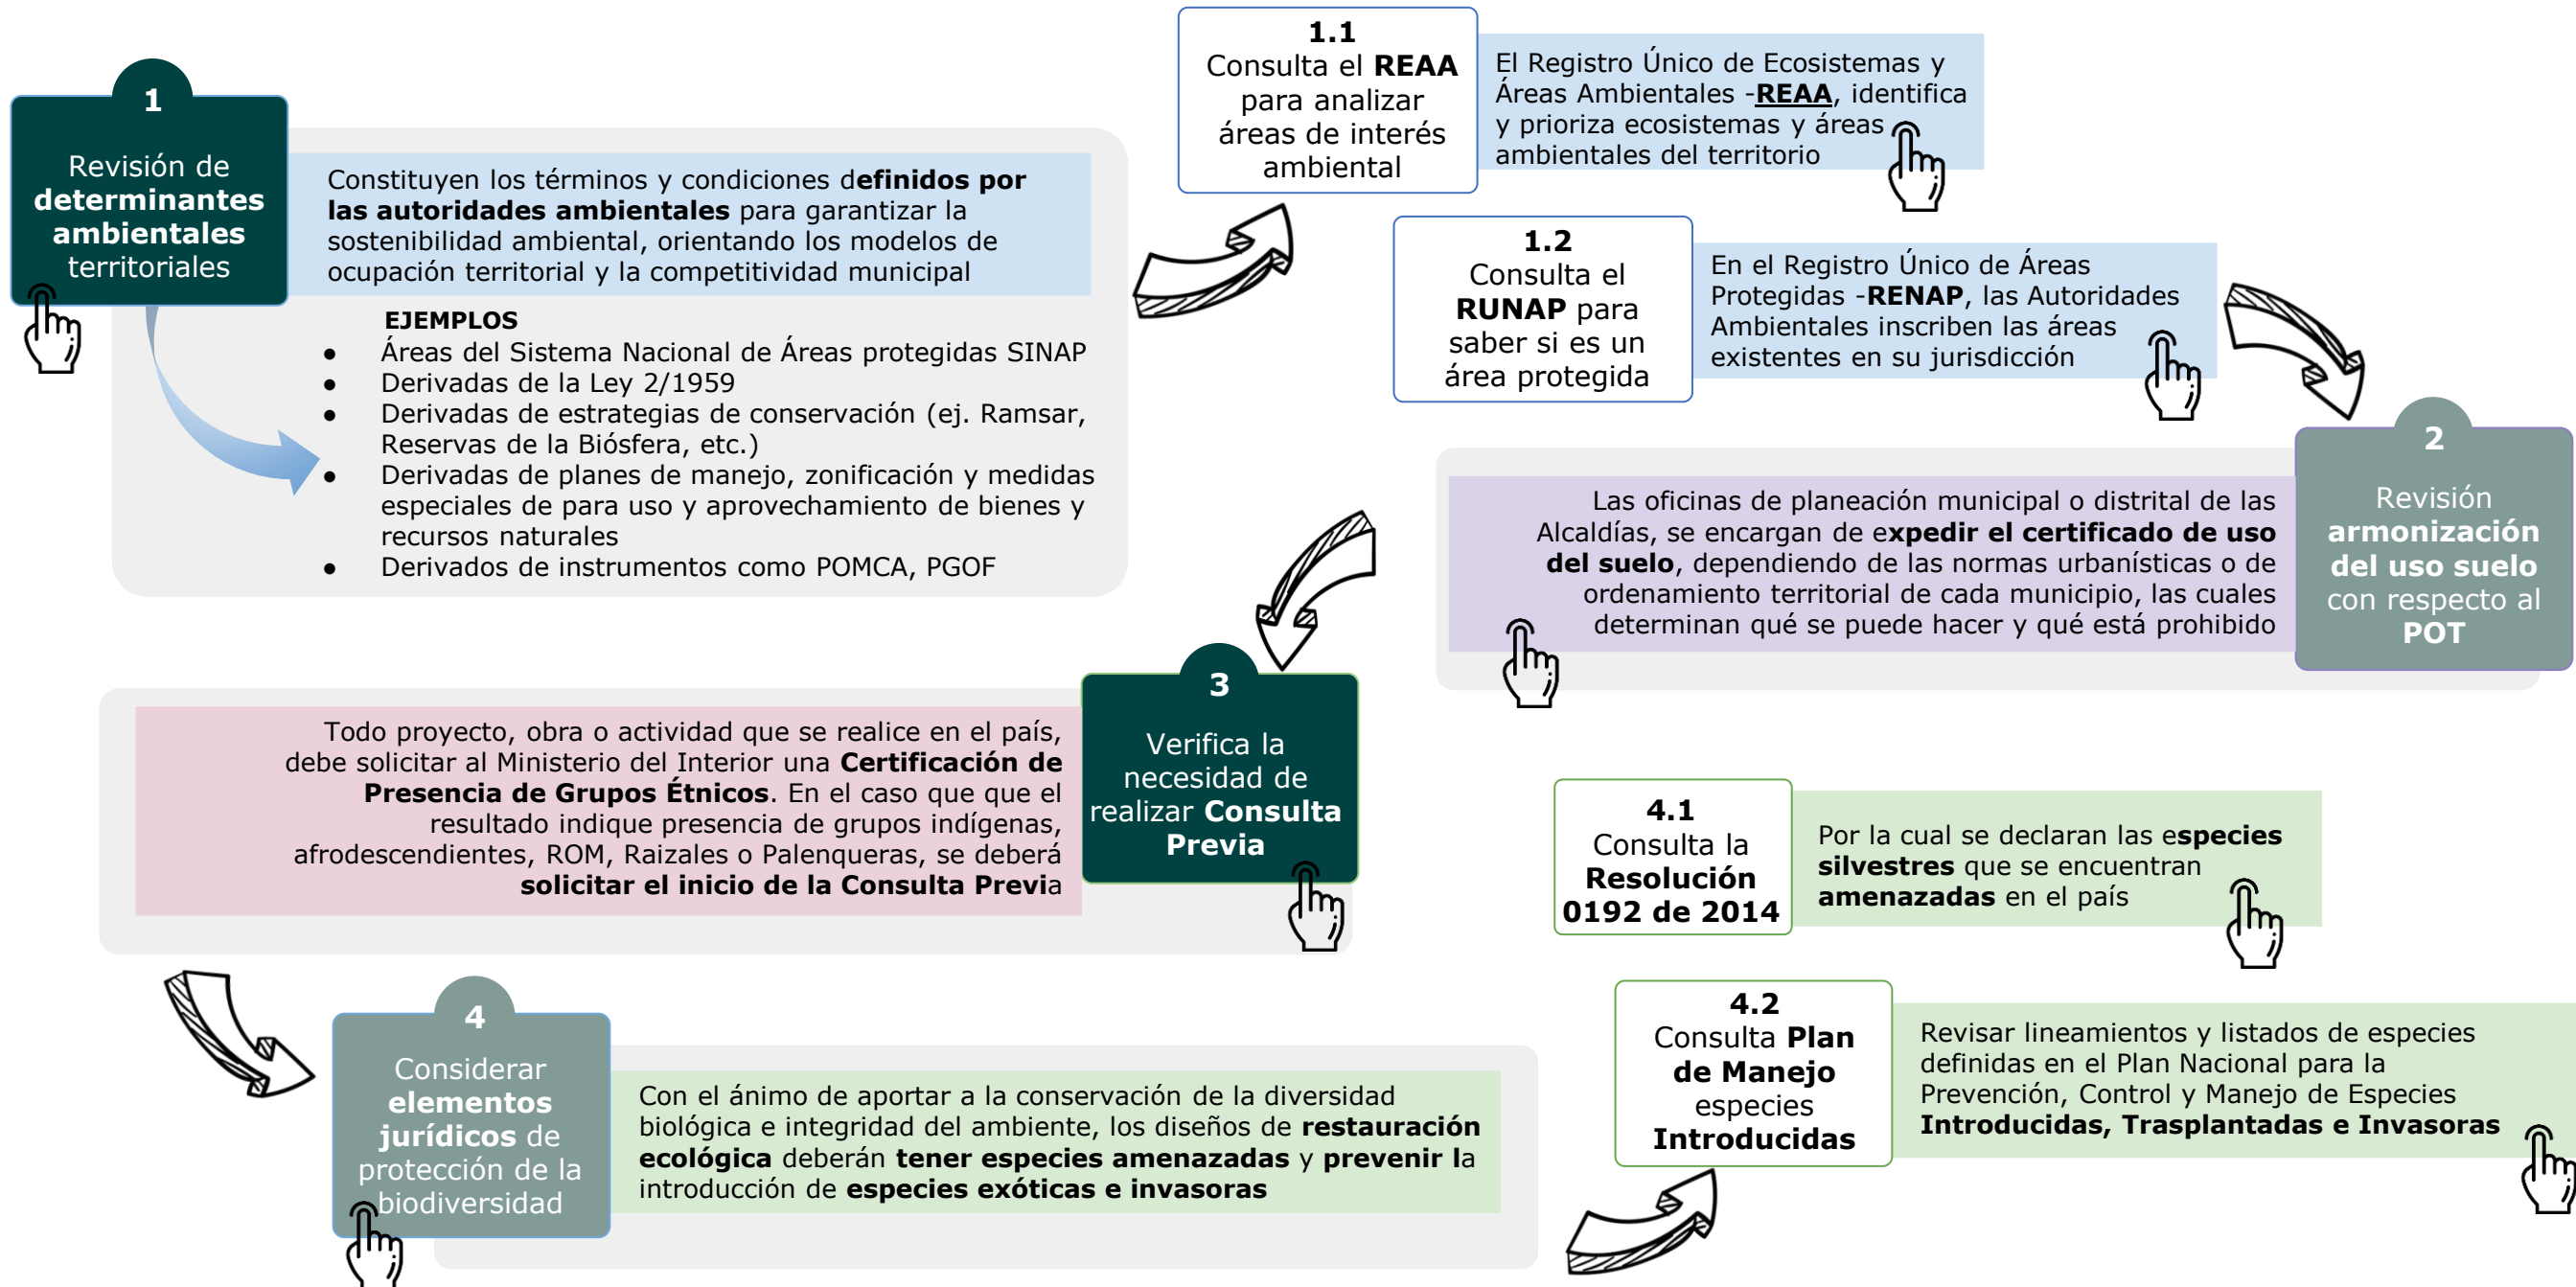 1
Revisión de
determinantes
ambientales
territoriales
Constituyen los términos y condiciones definidos por
las autoridades ambientales para garantizar la
sostenibilidad ambiental, orientando los modelos de
ocupación territorial y la competitividad municipal
EJEMPLOS
● Áreas del Sistema Nacional de Áreas protegidas SINAP
● Derivadas de la Ley 2/1959
● Derivadas de estrategias de conservación (ej. Ramsar,
Reservas de la Biósfera, etc.)
● Derivadas de planes de manejo, zonificación y medidas
especiales de para uso y aprovechamiento de bienes y
recursos naturales
● Derivados de instrumentos como POMCA, PGOF
1.1
Consulta el REAA
para analizar
áreas de interés
ambiental
El Registro Único de Ecosistemas y
Áreas Ambientales -REAA, identifica
y prioriza ecosistemas y áreas
ambientales del territorio
1.2
Consulta el
RUNAP para
saber si es un
área protegida
En el Registro Único de Áreas
Protegidas -RENAP, las Autoridades
Ambientales inscriben las áreas
existentes en su jurisdicción
2
Revisión
armonización
del uso suelo
con respecto al
POT
Las oficinas de planeación municipal o distrital de las
Alcaldías, se encargan de expedir el certificado de uso
del suelo, dependiendo de las normas urbanísticas o de
ordenamiento territorial de cada municipio, las cuales
determinan qué se puede hacer y qué está prohibido
3
Verifica la
necesidad de
realizar Consulta
Previa
Todo proyecto, obra o actividad que se realice en el país,
debe solicitar al Ministerio del Interior una Certificación de
Presencia de Grupos Étnicos. En el caso que que el
resultado indique presencia de grupos indígenas,
afrodescendientes, ROM, Raizales o Palenqueras, se deberá
solicitar el inicio de la Consulta Previa
4
Considerar
elementos
jurídicos de
protección de la
biodiversidad
Con el ánimo de aportar a la conservación de la diversidad
biológica e integridad del ambiente, los diseños de restauración
ecológica deberán tener especies amenazadas y prevenir la
introducción de especies exóticas e invasoras
4.1
Consulta la
Resolución
0192 de 2014
Por la cual se declaran las especies
silvestres que se encuentran
amenazadas en el país
4.2
Consulta Plan
de Manejo
especies
Introducidas
Revisar lineamientos y listados de especies
definidas en el Plan Nacional para la
Prevención, Control y Manejo de Especies
Introducidas, Trasplantadas e Invasoras